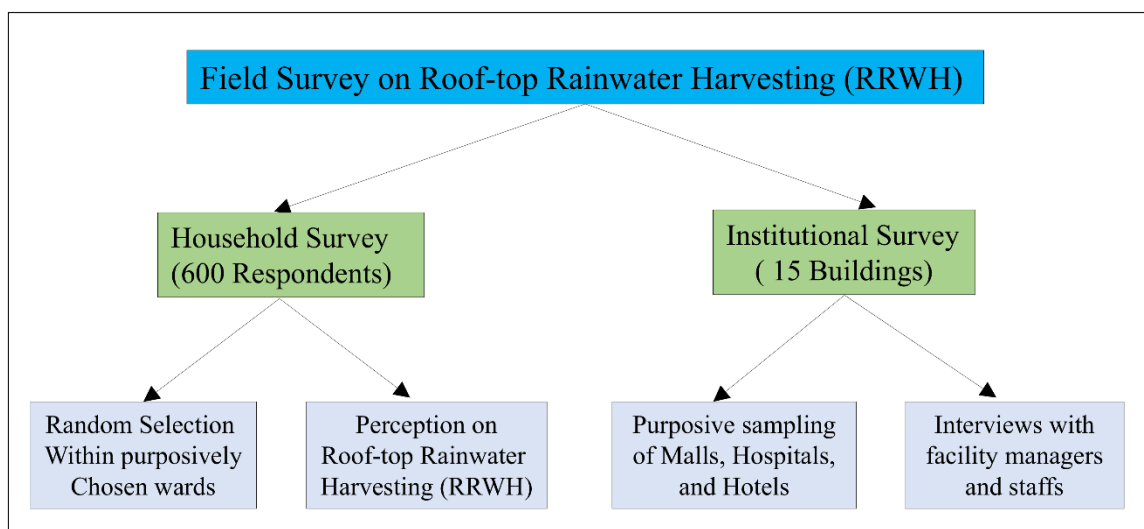 Field Survey on Roof-top Rainwater Harvesting (RRWH)
Household Survey
(600 Respondents)
Institutional Survey
( 15 Buildings)
Random Selection
Within purposively
Chosen wards
Perception on
Roof-top Rainwater
Harvesting (RRWH)
Purposive sampling
of Malls, Hospitals,
and Hotels
Interviews with
facility managers
and staffs